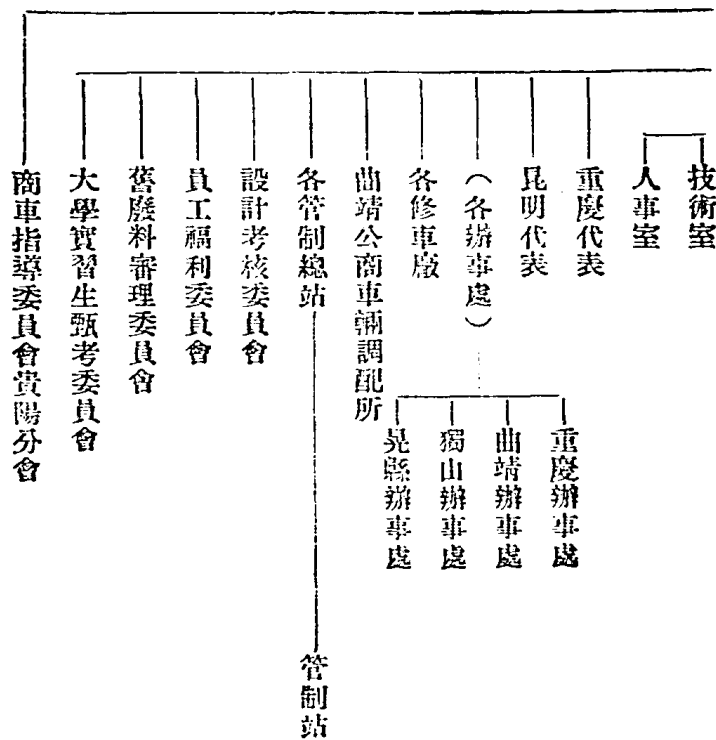 技術室
人事室
重慶代表
昆明代表
（各辦事處）
重慶辦事處
曲靖辦事處
獨山辦事處
晃縣辦事處
各修車廠
曲靖公商車輛調配所
各管制總站
管制站
設計考核委員會
員工福利委員會
舊廢料審理委員會
大學實習生甄考委員會
商車指導委員會貴陽分會